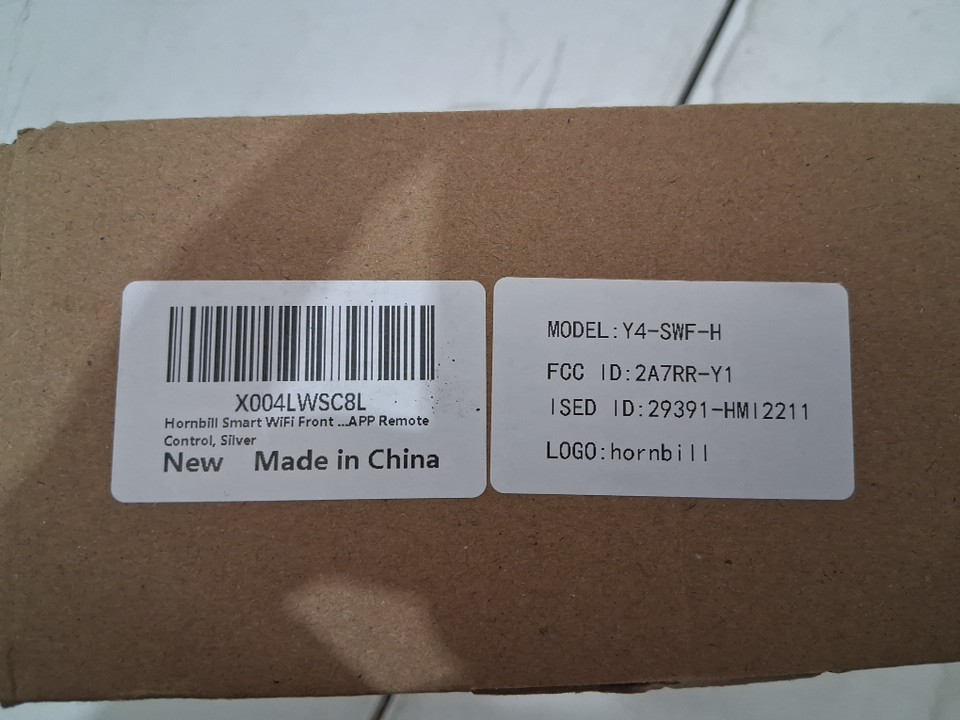 X004LWSC8L
Hornbill Smart WiFi Front ...APP Remote
Control, Silver
New Made in China
MODEL:Y4-SWF-H
FCC ID:2A7RR-Y1
ISED ID:29391-HMI2211
LOGO:hornbill